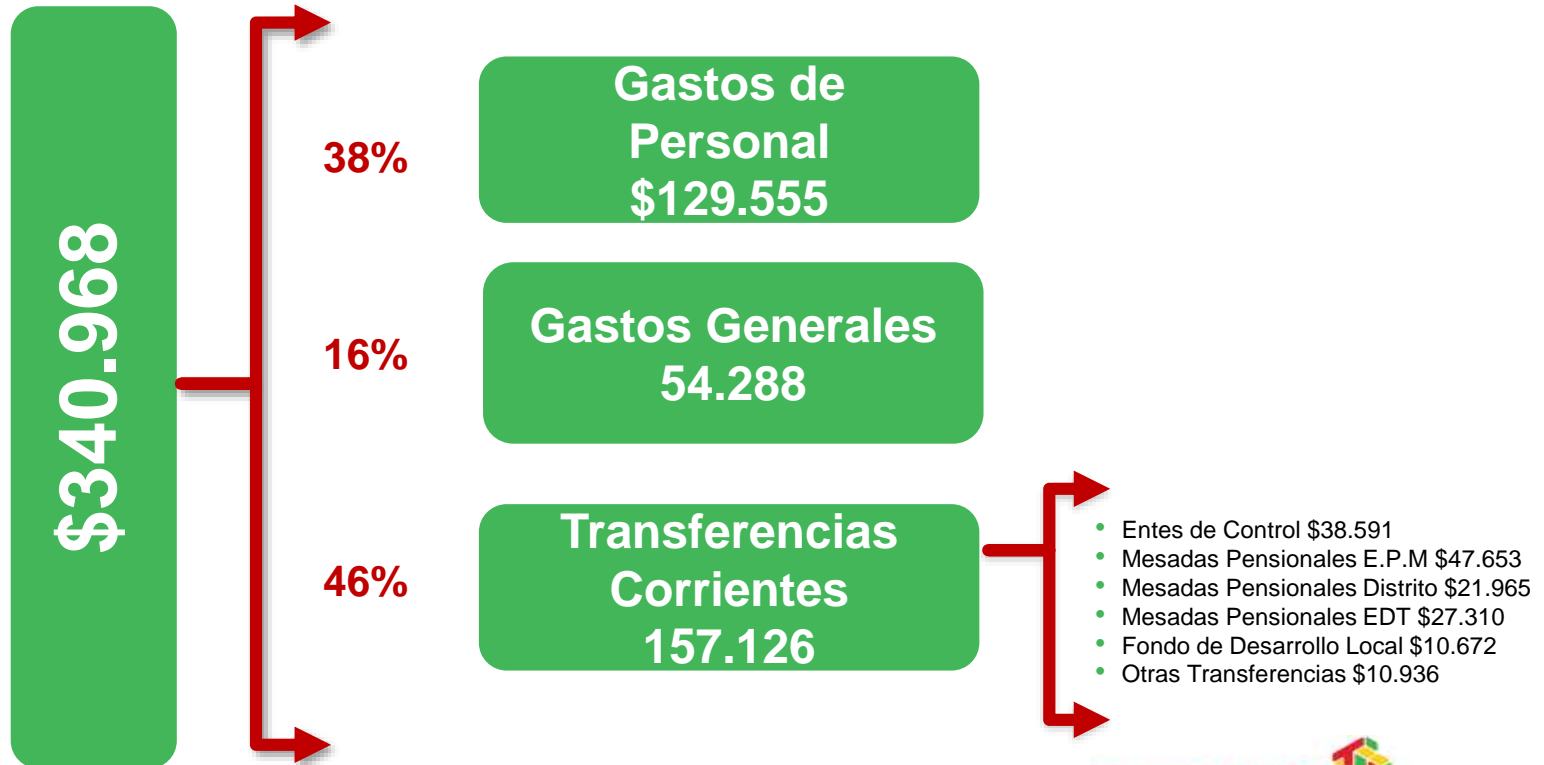 $340.968
38%
Gastos de
Personal
$129.555
16%
Gastos Generales
54.288
46%
Transferencias
Corrientes
157.126
• Entes de Control $38.591
• Mesadas Pensionales E.P.M $47.653
• Mesadas Pensionales Distrito $21.965
• Mesadas Pensionales EDT $27.310
• Fondo de Desarrollo Local $10.672
• Otras Transferencias $10.936